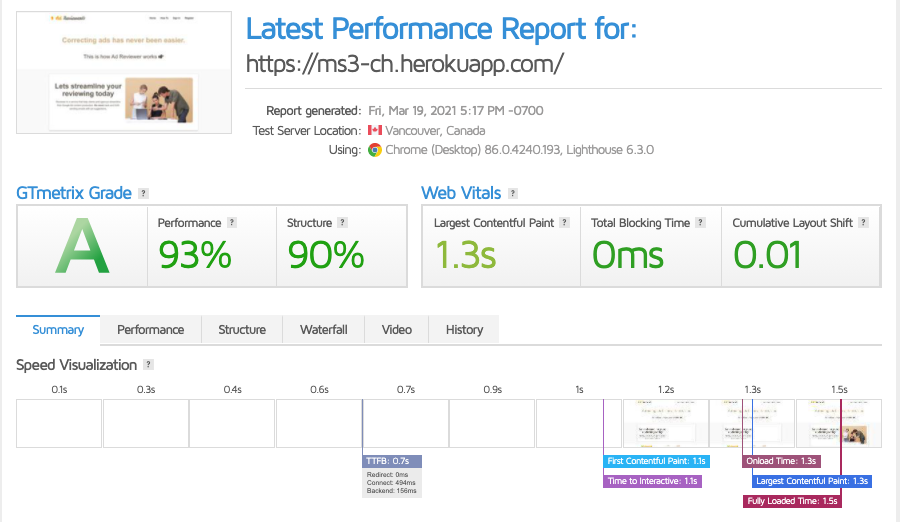 Ad Reviewer
Correcting ads has never been easier.
This is how Ad Reviewer works
Lets streamline your
reviewing today
Latest Performance Report for:
https://ms3-ch.herokuapp.com/
Report generated: Fri, Mar 19, 2021 5:17 PM -0700
Test Server Location: Vancouver, Canada
Using: Chrome (Desktop) 86.0.4240.193, Lighthouse 6.3.0
GTmetrix Grade ?
Web Vitals ?
A
Performance ?
93%
Structure ?
90%
Largest Contentful Paint ?
1.3s
Total Blocking Time ?
0ms
Cumulative Layout Shift ?
0.01
Summary Performance Structure Waterfall Video History
Speed Visualization ?
0.1s 0.3s 0.4s 0.6s 0.7s 0.9s 1s 1.2s 1.3s 1.5s
TTFB: 0.7s
Redirect: 0ms
Connect: 494ms
Backend: 156ms
First Contentful Paint: 1.1s
Time to Interactive: 1.1s
Onload Time: 1.3s
Largest Contentful Paint: 1.3s
Fully Loaded Time: 1.5s